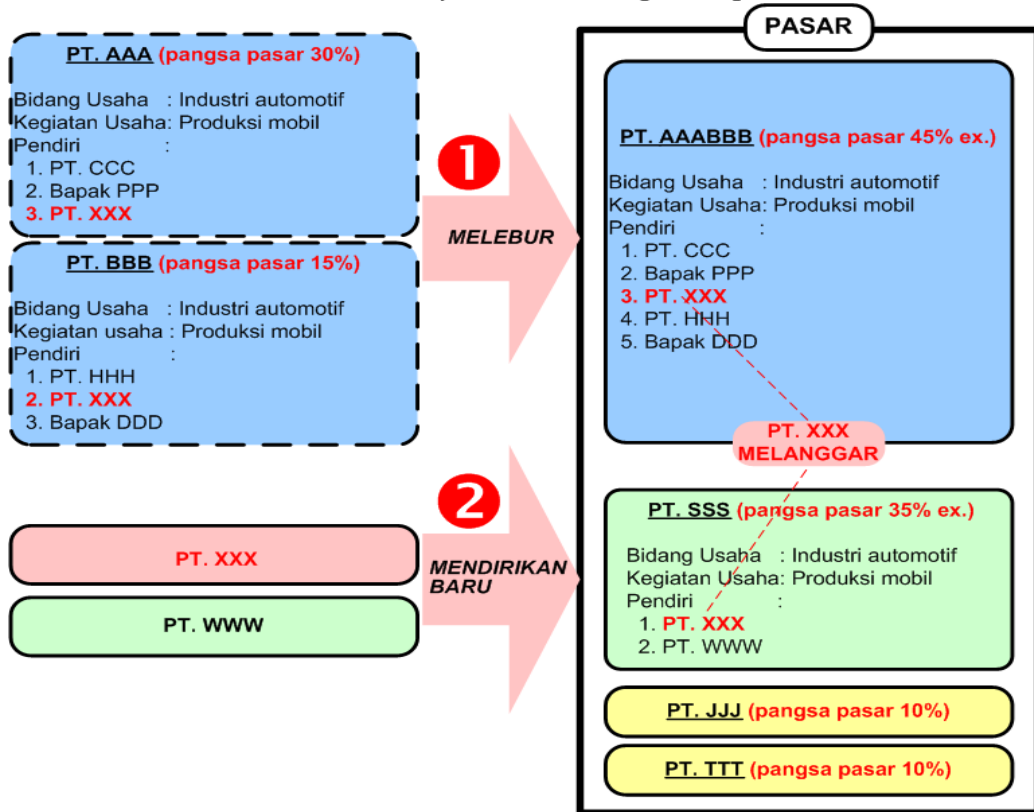 PT. AAA (pangsa pasar 30%)
Bidang Usaha : Industri automotif
Kegiatan Usaha: Produksi mobil
Pendiri :
1. PT. CCC
2. Bapak PPP
3. PT. XXX
PT. BBB (pangsa pasar 15%)
Bidang Usaha : Industri automotif
Kegiatan usaha : Produksi mobil
Pendiri :
1. PT. HHH
2. PT. XXX
3. Bapak DDD
1
MELEBUR
PT. XXX
PT. WWW
2
MENDIRIKAN
BARU
PASAR
PT. AAABBB (pangsa pasar 45% ex.)
Bidang Usaha : Industri automotif
Kegiatan Usaha: Produksi mobil
Pendiri :
1. PT. CCC
2. Bapak PPP
3. PT. XXX
4. PT. HHH
5. Bapak DDD
PT. XXX
MELANGGAR
PT. SSS (pangsa pasar 35% ex.)
Bidang Usaha : Industri automotif
Kegiatan Usaha: Produksi mobil
Pendiri :
1. PT. XXX
2. PT. WWW
PT. JJJ (pangsa pasar 10%)
PT. TTT (pangsa pasar 10%)